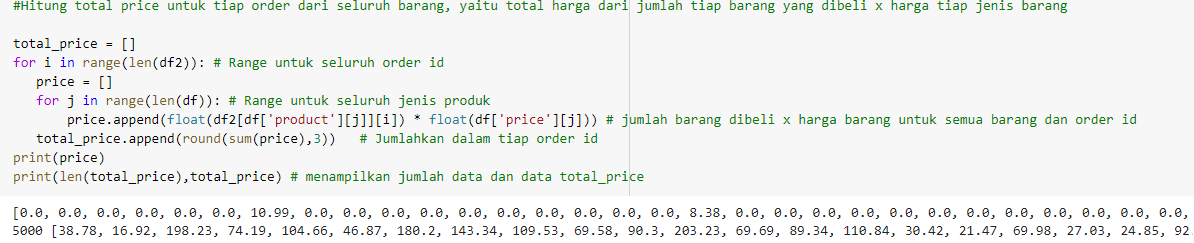 #Hitung total price untuk tiap order dari seluruh barang, yaitu total harga dari jumlah tiap barang yang dibeli x harga tiap jenis barang
total_price = []
for i in range(len(df2)): # Range untuk seluruh order id
price = []
for j in range(len(df)): # Range untuk seluruh jenis produk
price.append(float(df2[df['product'][j]][i]) * float(df['price'][j])) # jumlah barang dibeli x harga barang untuk semua barang dan order id
total_price.append(round(sum(price),3)) # Jumlahkan dalam tiap order id
print(price)
print(len(total_price),total_price) # menampilkan jumlah data dan data total_price
[0.0, 0.0, 0.0, 0.0, 0.0, 0.0, 10.99, 0.0, 0.0, 0.0, 0.0, 0.0, 0.0, 0.0, 0.0, 0.0, 0.0, 8.38, 0.0, 0.0, 0.0, 0.0, 0.0, 0.0, 0.0, 0.0, 0.0, 0.0, 0.0, 0.0,
5000 [38.78, 16.92, 198.23, 74.19, 104.66, 46.87, 180.2, 143.34, 109.53, 69.58, 90.3, 203.23, 69.69, 89.34, 110.84, 30.42, 21.47, 69.98, 27.03, 24.85, 92